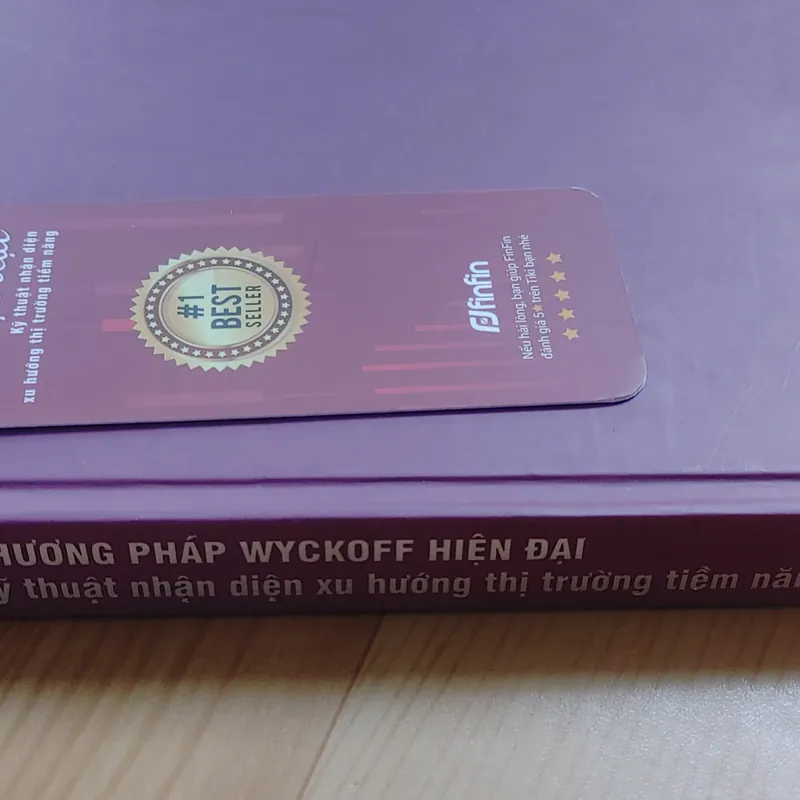 Kỹ thuật nhận diện
xu hướng thị trường tiềm năng
#1
BEST
SELLER
finfin
Nếu hài lòng, bạn giúp FinFin
đánh giá 5★ trên Tiki bạn nhé
★★★★★
HƯƠNG PHÁP WYCKOFF HIỆN ĐẠI
ỹ thuật nhận diện xu hướng thị trường tiềm năn